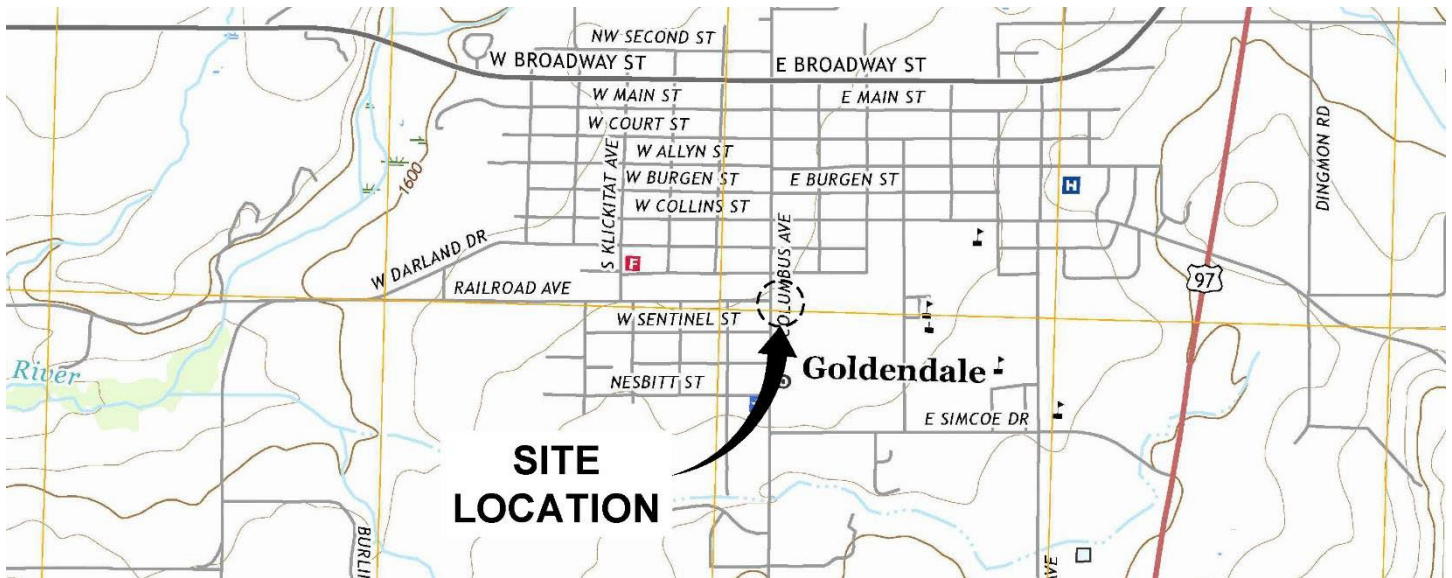 NW SECOND ST
W BROADWAY ST
E BROADWAY ST
W MAIN ST
E MAIN ST
W COURT ST
W ALLYN ST
W BURGEN ST
E BURGEN ST
W COLLINS ST
S KLICKITAT AVE
COLUMBUS AVE
DINGMON RD
1600
H
W DARLAND DR
F
97
RAILROAD AVE
W SENTINEL ST
River
Goldendale
NESBITT ST
E SIMCOE DR
SITE
LOCATION
AVE